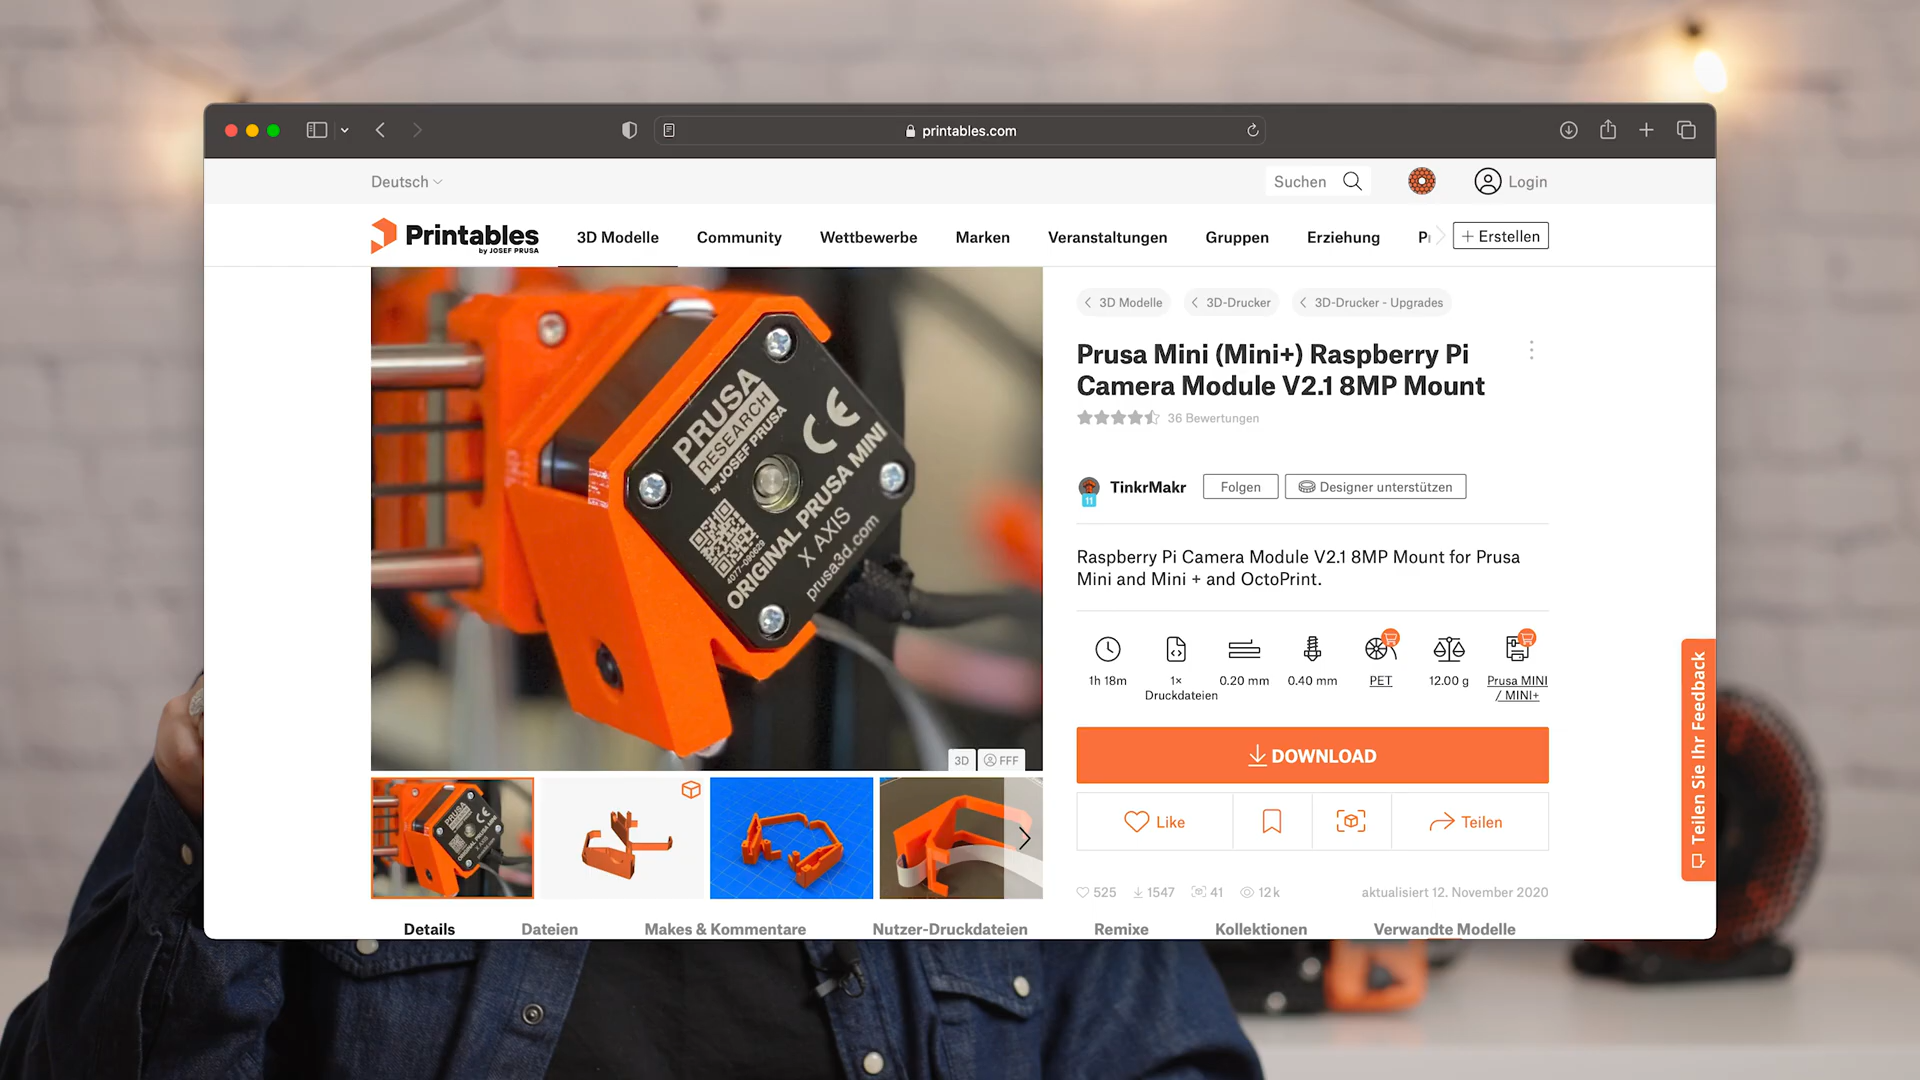 printables.com
Deutsch
Suchen
Login
Printables
by JOSEF PRUSA
3D Modelle
Community
Wettbewerbe
Marken
Veranstaltungen
Gruppen
Erziehung
+ Erstellen
PRUSA
RESEARCH
by JOSEF PRUSA
CE
4077-090629
ORIGINAL PRUSA MINI
X AXIS
prusa3d.com
3D
FFF
3D Modelle
3D-Drucker
3D-Drucker - Upgrades
Prusa Mini (Mini+) Raspberry Pi
Camera Module V2.1 8MP Mount
36 Bewertungen
11
TinkrMakr
Folgen
Designer unterstützen
Raspberry Pi Camera Module V2.1 8MP Mount for Prusa
Mini and Mini + and OctoPrint.
1h 18m
1×
Druckdateien
0.20 mm
0.40 mm
PET
12.00 g
Prusa MINI
/ MINI+
DOWNLOAD
Like
Teilen
525
1547
41
12k
aktualisiert 12. November 2020
Teilen Sie Ihr Feedback
Details
Dateien
Makes & Kommentare
Nutzer-Druckdateien
Remixe
Kollektionen
Verwandte Modelle